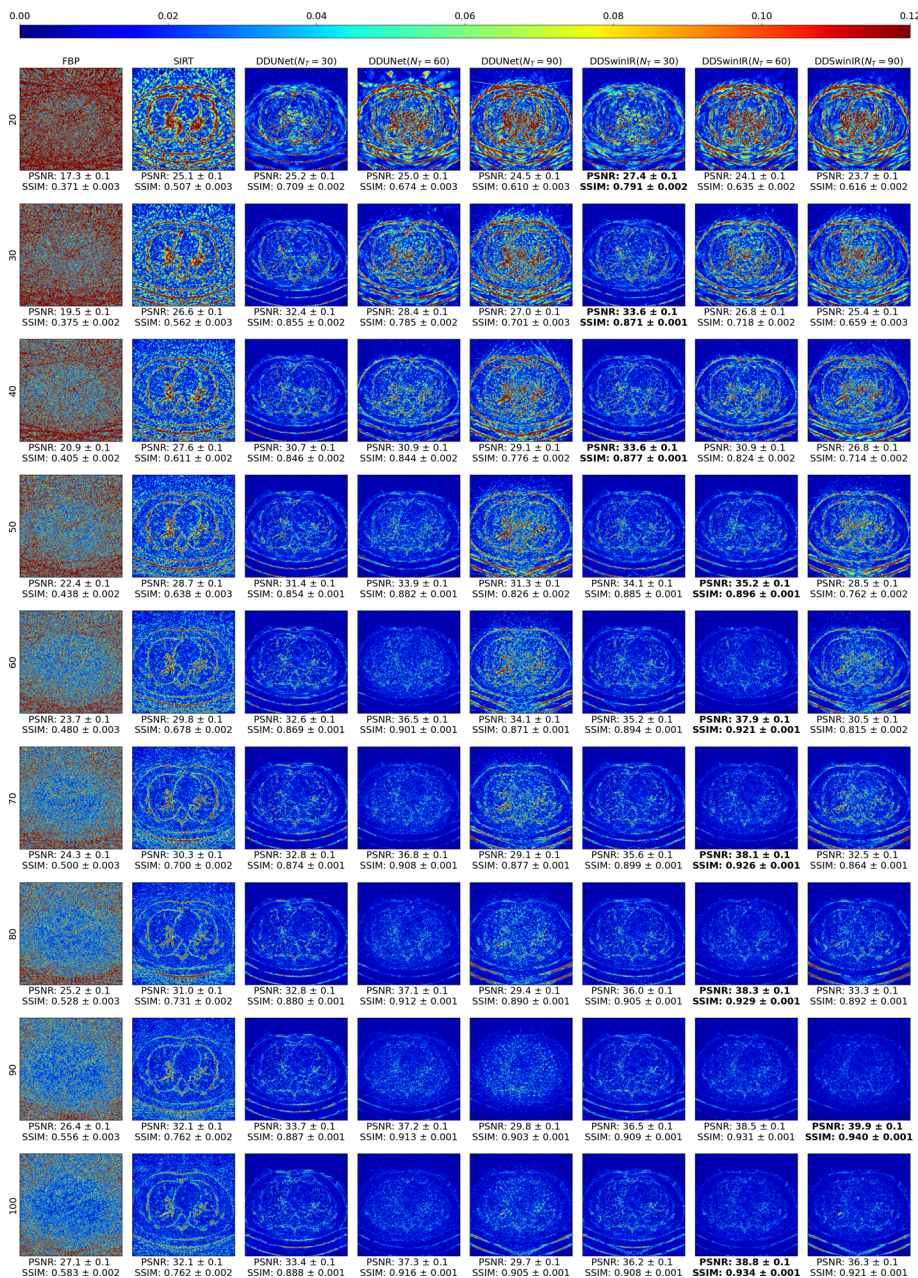 0.00 0.02 0.04 0.06 0.08 0.10 0.12
FBP SIRT DDUNet(N_T = 30) DDUNet(N_T = 60) DDUNet(N_T = 90) DDSwinIR(N_T = 30) DDSwinIR(N_T = 60) DDSwinIR(N_T = 90)
20
PSNR: 17.3 ± 0.1 PSNR: 25.1 ± 0.1 PSNR: 25.2 ± 0.1 PSNR: 25.0 ± 0.1 PSNR: 24.5 ± 0.1 PSNR: 27.4 ± 0.1 PSNR: 24.1 ± 0.1 PSNR: 23.7 ± 0.1
SSIM: 0.371 ± 0.003 SSIM: 0.507 ± 0.003 SSIM: 0.709 ± 0.002 SSIM: 0.674 ± 0.003 SSIM: 0.610 ± 0.003 SSIM: 0.791 ± 0.002 SSIM: 0.635 ± 0.002 SSIM: 0.616 ± 0.002
30
PSNR: 19.5 ± 0.1 PSNR: 26.6 ± 0.1 PSNR: 32.4 ± 0.1 PSNR: 28.4 ± 0.1 PSNR: 27.0 ± 0.1 PSNR: 33.6 ± 0.1 PSNR: 26.8 ± 0.1 PSNR: 25.4 ± 0.1
SSIM: 0.375 ± 0.002 SSIM: 0.562 ± 0.003 SSIM: 0.855 ± 0.002 SSIM: 0.785 ± 0.002 SSIM: 0.701 ± 0.003 SSIM: 0.871 ± 0.001 SSIM: 0.718 ± 0.002 SSIM: 0.659 ± 0.003
40
PSNR: 20.9 ± 0.1 PSNR: 27.6 ± 0.1 PSNR: 30.7 ± 0.1 PSNR: 30.9 ± 0.1 PSNR: 29.1 ± 0.1 PSNR: 33.6 ± 0.1 PSNR: 30.9 ± 0.1 PSNR: 26.8 ± 0.1
SSIM: 0.405 ± 0.002 SSIM: 0.611 ± 0.002 SSIM: 0.846 ± 0.002 SSIM: 0.844 ± 0.002 SSIM: 0.776 ± 0.002 SSIM: 0.877 ± 0.001 SSIM: 0.824 ± 0.002 SSIM: 0.714 ± 0.002
50
PSNR: 22.4 ± 0.1 PSNR: 28.7 ± 0.1 PSNR: 31.4 ± 0.1 PSNR: 33.9 ± 0.1 PSNR: 31.3 ± 0.1 PSNR: 34.1 ± 0.1 PSNR: 35.2 ± 0.1 PSNR: 28.5 ± 0.1
SSIM: 0.438 ± 0.002 SSIM: 0.638 ± 0.003 SSIM: 0.854 ± 0.001 SSIM: 0.882 ± 0.001 SSIM: 0.826 ± 0.002 SSIM: 0.885 ± 0.001 SSIM: 0.896 ± 0.001 SSIM: 0.762 ± 0.002
60
PSNR: 23.7 ± 0.1 PSNR: 29.8 ± 0.1 PSNR: 32.6 ± 0.1 PSNR: 36.5 ± 0.1 PSNR: 34.1 ± 0.1 PSNR: 35.2 ± 0.1 PSNR: 37.9 ± 0.1 PSNR: 30.5 ± 0.1
SSIM: 0.480 ± 0.003 SSIM: 0.678 ± 0.002 SSIM: 0.869 ± 0.001 SSIM: 0.901 ± 0.001 SSIM: 0.871 ± 0.001 SSIM: 0.894 ± 0.001 SSIM: 0.921 ± 0.001 SSIM: 0.815 ± 0.002
70
PSNR: 24.3 ± 0.1 PSNR: 30.3 ± 0.1 PSNR: 32.8 ± 0.1 PSNR: 36.8 ± 0.1 PSNR: 29.1 ± 0.1 PSNR: 35.6 ± 0.1 PSNR: 38.1 ± 0.1 PSNR: 32.5 ± 0.1
SSIM: 0.500 ± 0.003 SSIM: 0.700 ± 0.002 SSIM: 0.874 ± 0.001 SSIM: 0.908 ± 0.001 SSIM: 0.877 ± 0.001 SSIM: 0.899 ± 0.001 SSIM: 0.926 ± 0.001 SSIM: 0.864 ± 0.001
80
PSNR: 25.2 ± 0.1 PSNR: 31.0 ± 0.1 PSNR: 32.8 ± 0.1 PSNR: 37.1 ± 0.1 PSNR: 29.4 ± 0.1 PSNR: 36.0 ± 0.1 PSNR: 38.3 ± 0.1 PSNR: 33.3 ± 0.1
SSIM: 0.528 ± 0.003 SSIM: 0.731 ± 0.002 SSIM: 0.880 ± 0.001 SSIM: 0.912 ± 0.001 SSIM: 0.890 ± 0.001 SSIM: 0.905 ± 0.001 SSIM: 0.929 ± 0.001 SSIM: 0.892 ± 0.001
90
PSNR: 26.4 ± 0.1 PSNR: 32.1 ± 0.1 PSNR: 33.7 ± 0.1 PSNR: 37.2 ± 0.1 PSNR: 29.8 ± 0.1 PSNR: 36.5 ± 0.1 PSNR: 38.5 ± 0.1 PSNR: 39.9 ± 0.1
SSIM: 0.556 ± 0.003 SSIM: 0.762 ± 0.002 SSIM: 0.887 ± 0.001 SSIM: 0.913 ± 0.001 SSIM: 0.903 ± 0.001 SSIM: 0.909 ± 0.001 SSIM: 0.931 ± 0.001 SSIM: 0.940 ± 0.001
100
PSNR: 27.1 ± 0.1 PSNR: 32.1 ± 0.1 PSNR: 33.4 ± 0.1 PSNR: 37.3 ± 0.1 PSNR: 29.7 ± 0.1 PSNR: 36.2 ± 0.1 PSNR: 38.8 ± 0.1 PSNR: 36.3 ± 0.1
SSIM: 0.583 ± 0.002 SSIM: 0.762 ± 0.002 SSIM: 0.888 ± 0.001 SSIM: 0.916 ± 0.001 SSIM: 0.905 ± 0.001 SSIM: 0.908 ± 0.001 SSIM: 0.934 ± 0.001 SSIM: 0.921 ± 0.001